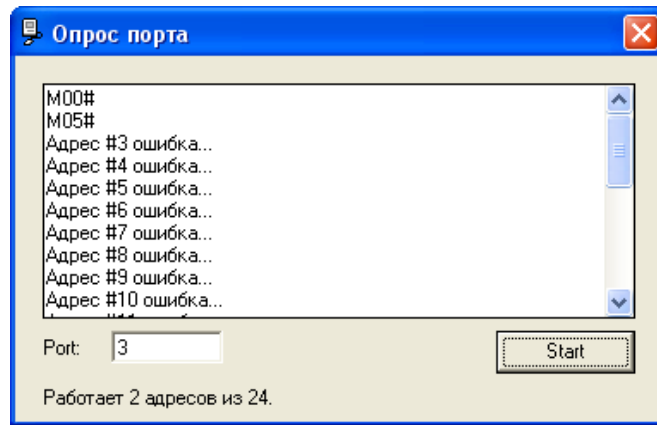 Опрос порта
M00#
M05#
Адрес #3 ошибка...
Адрес #4 ошибка...
Адрес #5 ошибка...
Адрес #6 ошибка...
Адрес #7 ошибка...
Адрес #8 ошибка...
Адрес #9 ошибка...
Адрес #10 ошибка...
Port: 3 Start
Работает 2 адресов из 24.